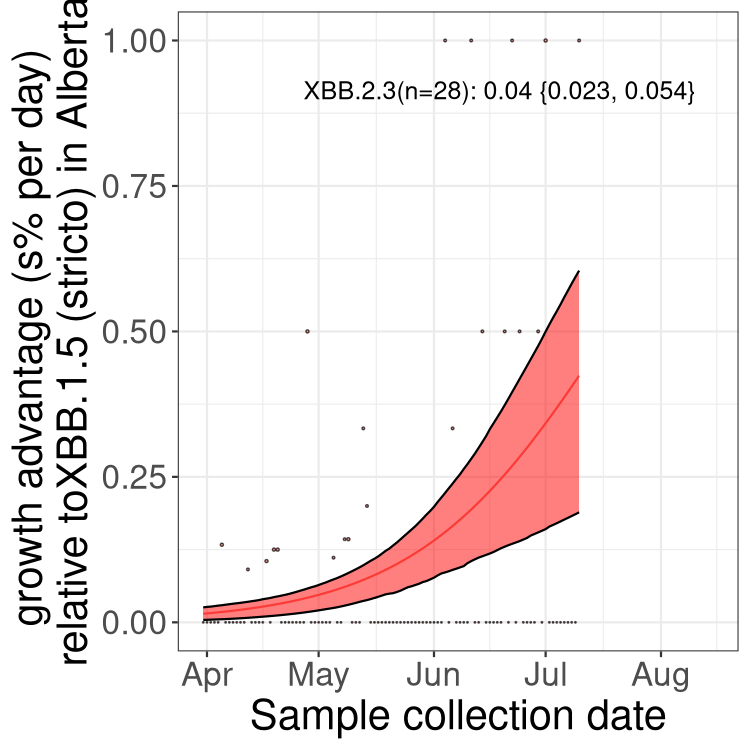 growth advantage (s% per day)
relative toXBB.1.5 (stricto) in Alberta
1.00
0.75
0.50
0.25
0.00
XBB.2.3(n=28): 0.04 {0.023, 0.054}
Apr May Jun Jul Aug
Sample collection date